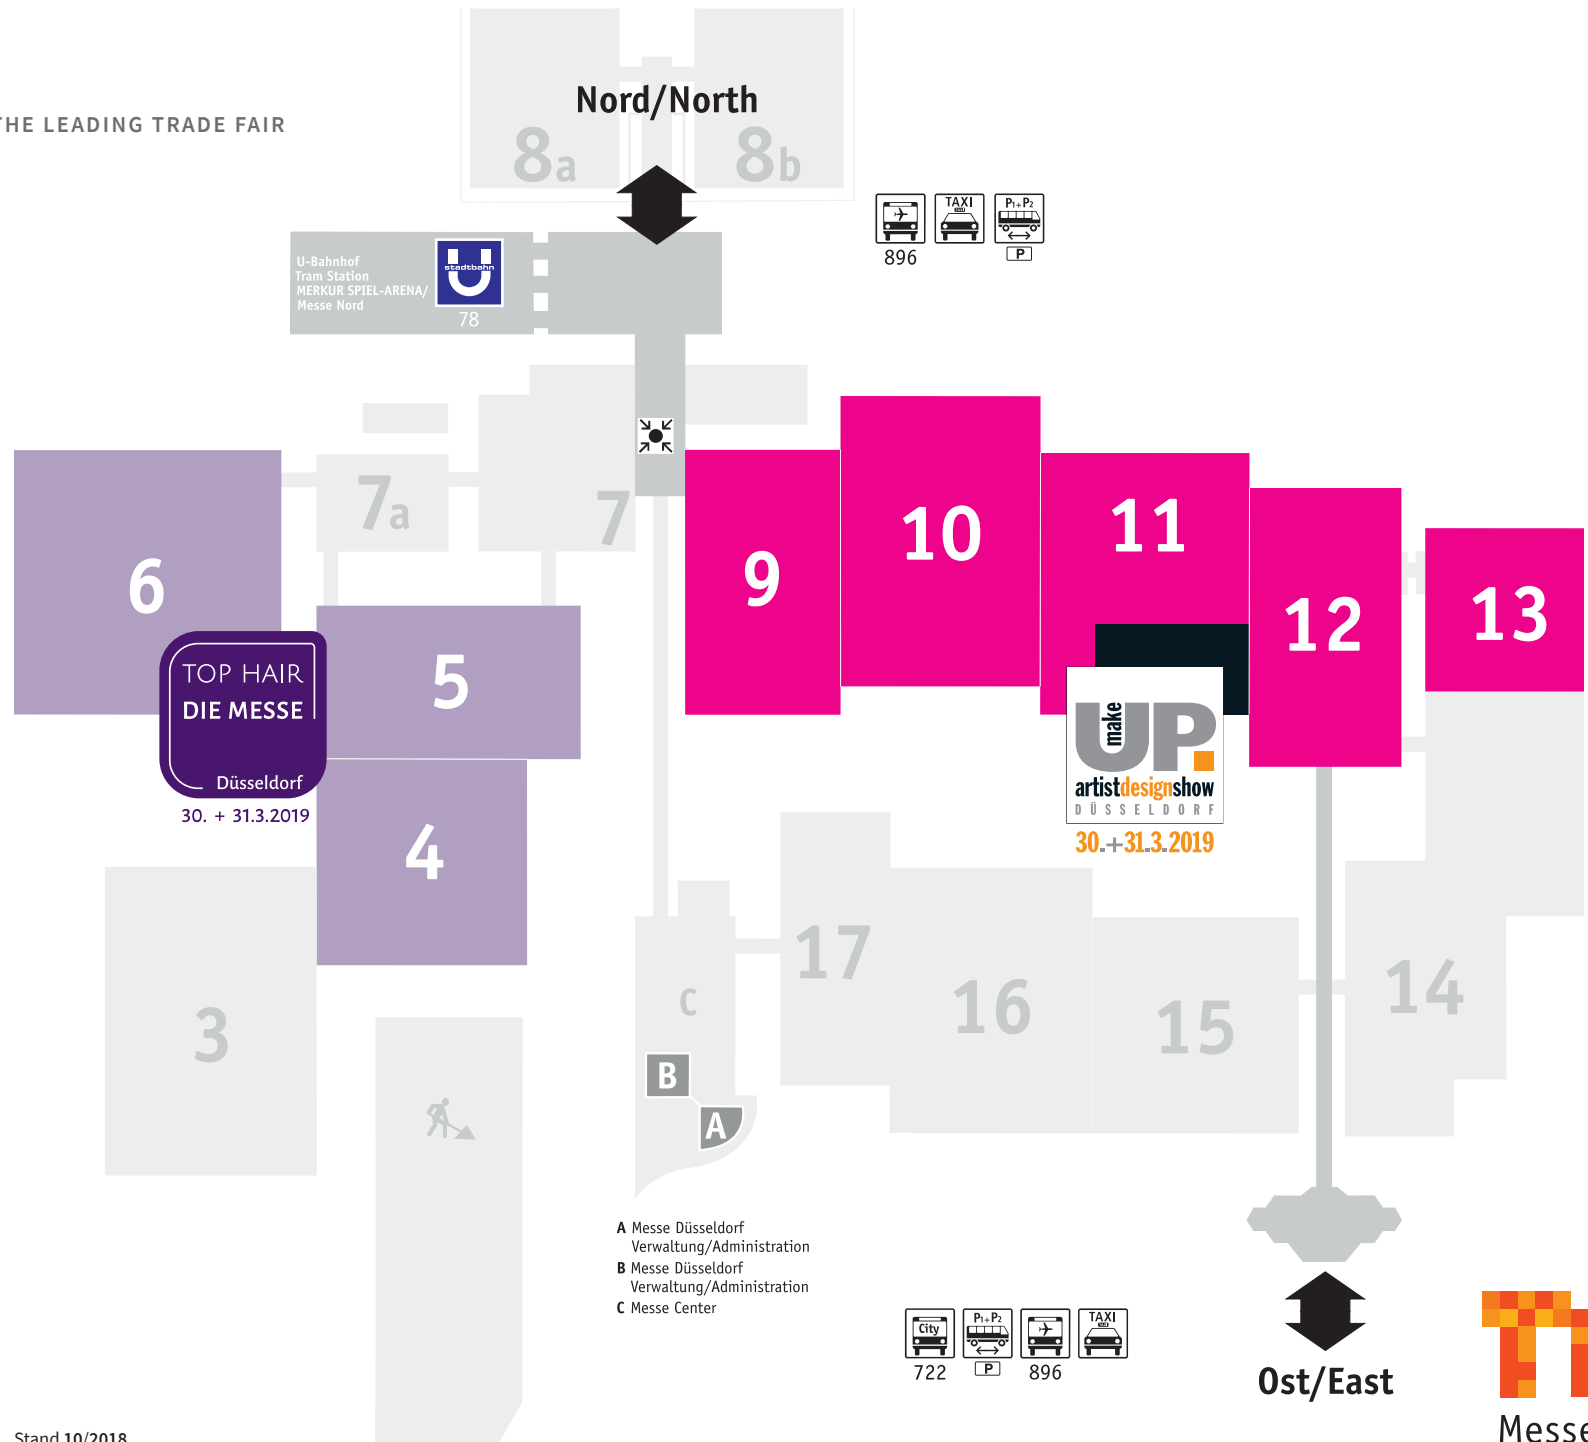 THE LEADING TRADE FAIR
Nord/North
8a
8b
TAXI
TAXI
P1+P2
896
P
U-Bahnhof
Tram Station
MERKUR SPIEL-ARENA/
Messe Nord
U
stadtbahn
78
7a
7
6
5
4
3
9
10
11
12
13
TOP HAIR
DIE MESSE
Düsseldorf
30. + 31.3.2019
make UP.
artistdesignshow
DÜSSELDORF
30.+31.3.2019
17
16
15
14
C
B
A
A Messe Düsseldorf
Verwaltung/Administration
B Messe Düsseldorf
Verwaltung/Administration
C Messe Center
City
P1+P2
TAXI
TAXI
722
P
896
Ost/East
Messe
Stand 10/2018